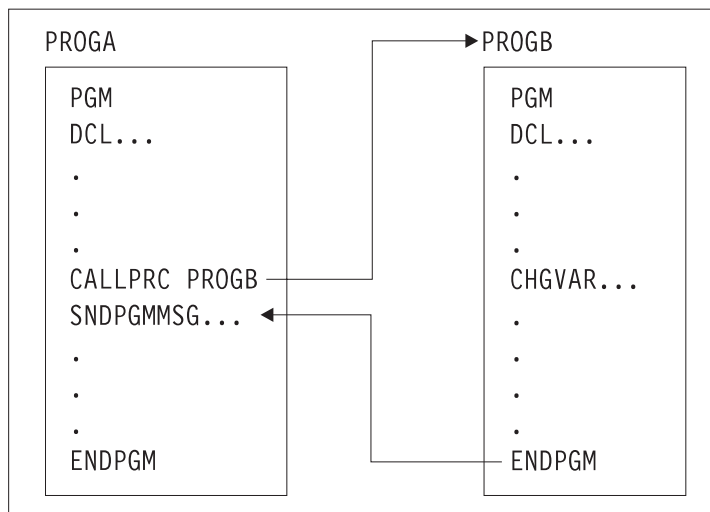 PROGA
PGM
DCL...
.
.
.
CALLPRC PROGB
SNDPGMMSG...
.
.
.
ENDPGM
PROGB
PGM
DCL...
.
.
.
CHGVAR...
.
.
.
.
ENDPGM